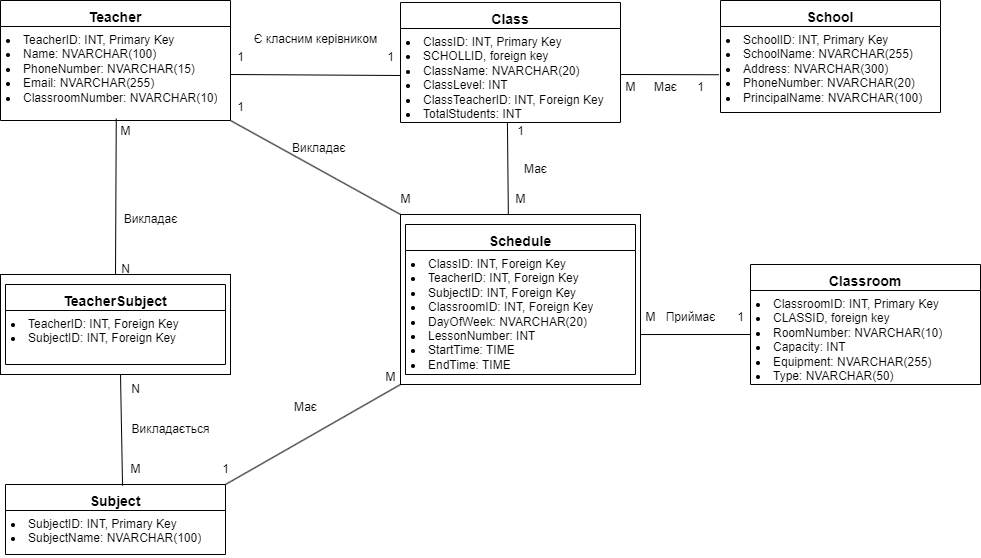 Teacher
TeacherID: INT, Primary Key
Name: NVARCHAR(100)
PhoneNumber: NVARCHAR(15)
Email: NVARCHAR(255)
ClassroomNumber: NVARCHAR(10)
Є класним керівником
1
1
Class
ClassID: INT, Primary Key
SCHOLLID, foreign key
ClassName: NVARCHAR(20)
ClassLevel: INT
ClassTeacherID: INT, Foreign Key
TotalStudents: INT
M Має 1
School
SchoolID: INT, Primary Key
SchoolName: NVARCHAR(255)
Address: NVARCHAR(300)
PhoneNumber: NVARCHAR(20)
PrincipalName: NVARCHAR(100)
1
Викладає
M
1
Має
M
M
Викладає
N
TeacherSubject
TeacherID: INT, Foreign Key
SubjectID: INT, Foreign Key
Schedule
ClassID: INT, Foreign Key
TeacherID: INT, Foreign Key
SubjectID: INT, Foreign Key
ClassroomID: INT, Foreign Key
DayOfWeek: NVARCHAR(20)
LessonNumber: INT
StartTime: TIME
EndTime: TIME
M Приймає 1
Classroom
ClassroomID: INT, Primary Key
CLASSID, foreign key
RoomNumber: NVARCHAR(10)
Capacity: INT
Equipment: NVARCHAR(255)
Type: NVARCHAR(50)
N
Викладається
M
M
Має
1
Subject
SubjectID: INT, Primary Key
SubjectName: NVARCHAR(100)